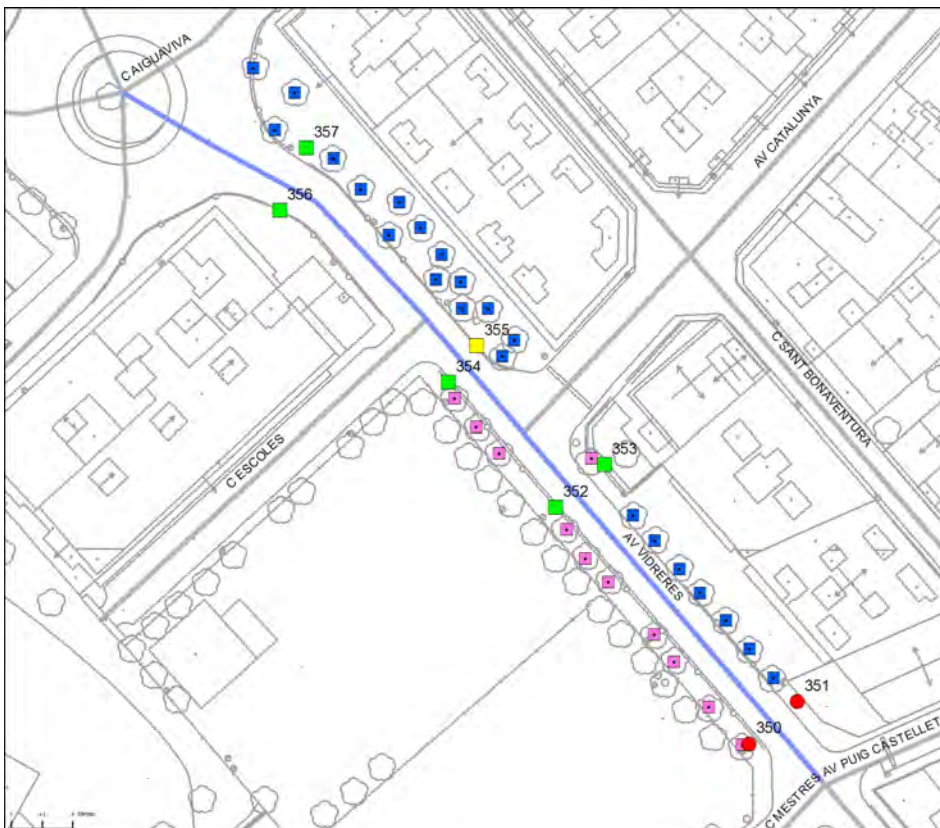 C AIGUAVIVA
357
AV CATALUNYA
356
355
C SANT BONAVENTURA
354
C ESCOLES
353
352
AV VIDRERES
351
350
AV PUIG CASTELLET
C MESTRES